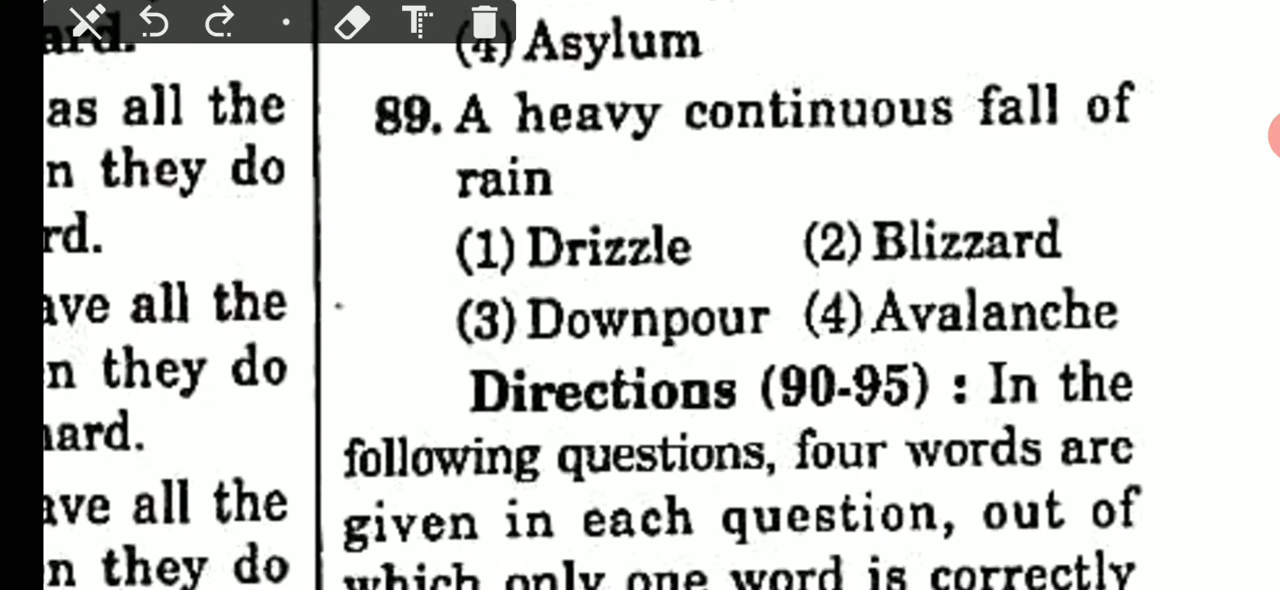 ard.
as all the
n they do
rd.
ave all the
n they do
hard.
ave all the
n they do
(4) Asylum
89. A heavy continuous fall of
rain
(1) Drizzle (2) Blizzard
(3) Downpour (4) Avalanche
Directions (90-95) : In the
following questions, four words are
given in each question, out of
which only one word is correctly